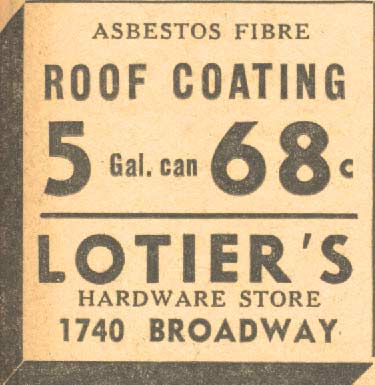 ASBESTOS FIBRE
ROOF COATING
5 Gal. can 68c
LOTIER'S
HARDWARE STORE
1740 BROADWAY